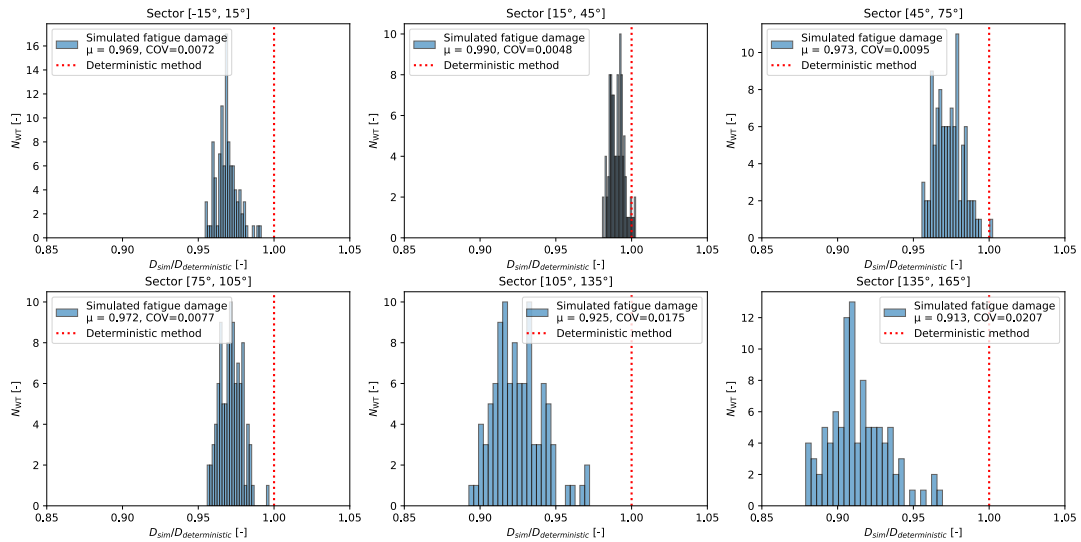 Sector [–15°, 15°]
Simulated fatigue damage
μ = 0.969, COV=0.0072
Deterministic method
N_WT [-]
16
14
12
10
8
6
4
2
0
0.85 0.90 0.95 1.00 1.05
D_sim/D_deterministic [-]
Sector [15°, 45°]
Simulated fatigue damage
μ = 0.990, COV=0.0048
Deterministic method
N_WT [-]
10
8
6
4
2
0
0.85 0.90 0.95 1.00 1.05
D_sim/D_deterministic [-]
Sector [45°, 75°]
Simulated fatigue damage
μ = 0.973, COV=0.0095
Deterministic method
N_WT [-]
10
8
6
4
2
0
0.85 0.90 0.95 1.00 1.05
D_sim/D_deterministic [-]
Sector [75°, 105°]
Simulated fatigue damage
μ = 0.972, COV=0.0077
Deterministic method
N_WT [-]
10
8
6
4
2
0
0.85 0.90 0.95 1.00 1.05
D_sim/D_deterministic [-]
Sector [105°, 135°]
Simulated fatigue damage
μ = 0.925, COV=0.0175
Deterministic method
N_WT [-]
10
8
6
4
2
0
0.85 0.90 0.95 1.00 1.05
D_sim/D_deterministic [-]
Sector [135°, 165°]
Simulated fatigue damage
μ = 0.913, COV=0.0207
Deterministic method
N_WT [-]
12
10
8
6
4
2
0
0.85 0.90 0.95 1.00 1.05
D_sim/D_deterministic [-]